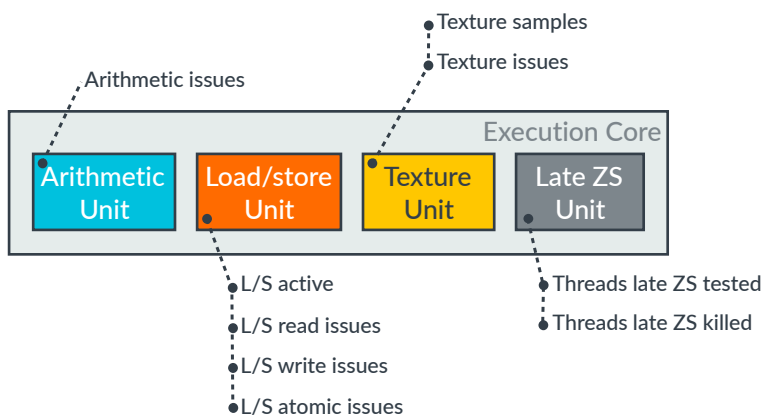 Texture samples
Texture issues
Arithmetic issues
Execution Core
Arithmetic
Unit
Load/store
Unit
Texture
Unit
Late ZS
Unit
L/S active
L/S read issues
L/S write issues
L/S atomic issues
Threads late ZS tested
Threads late ZS killed